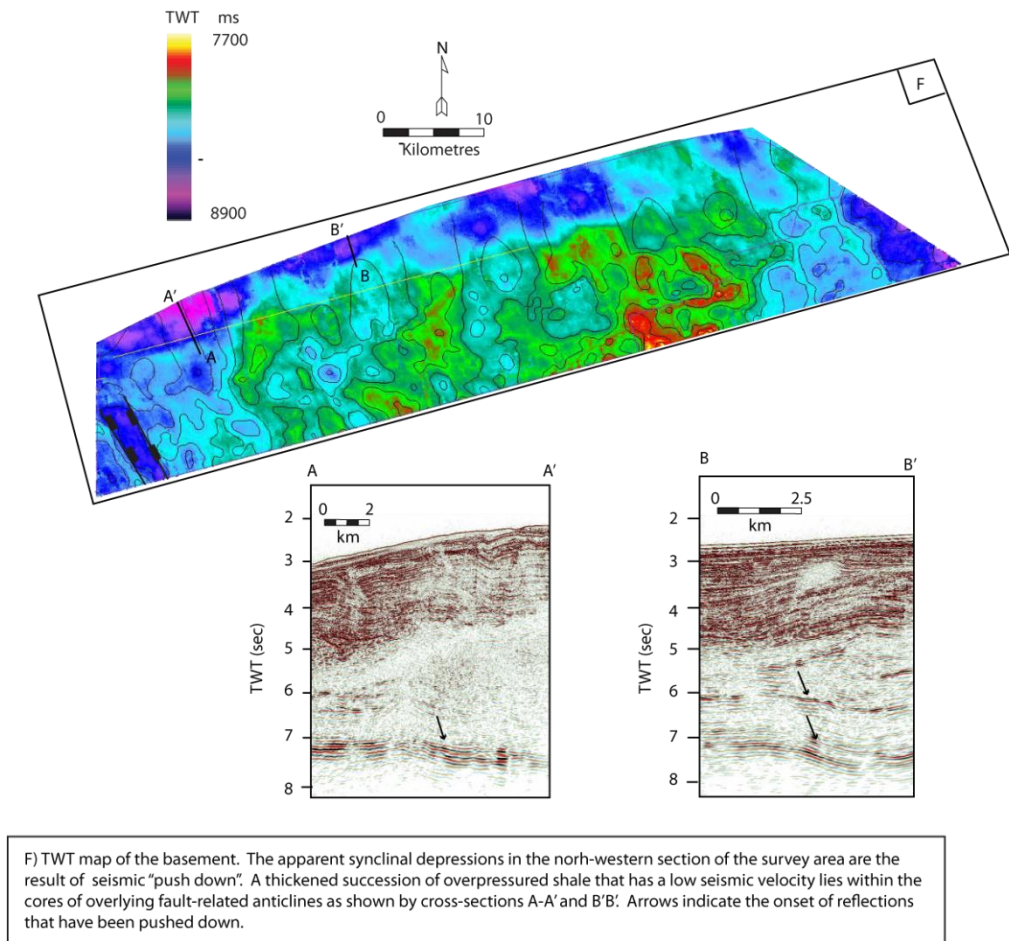 TWT ms
7700
8900
N
0 10
Kilometres
F
B'
B
A'
A
A A'
0 2
km
2
3
4
5
6
7
8
TWT (sec)
B B'
0 2.5
km
2
3
4
5
6
7
8
TWT (sec)
F) TWT map of the basement. The apparent synclinal depressions in the norh-western section of the survey area are the
result of seismic "push down". A thickened succession of overpressured shale that has a low seismic velocity lies within the
cores of overlying fault-related anticlines as shown by cross-sections A-A' and B'B'. Arrows indicate the onset of reflections
that have been pushed down.